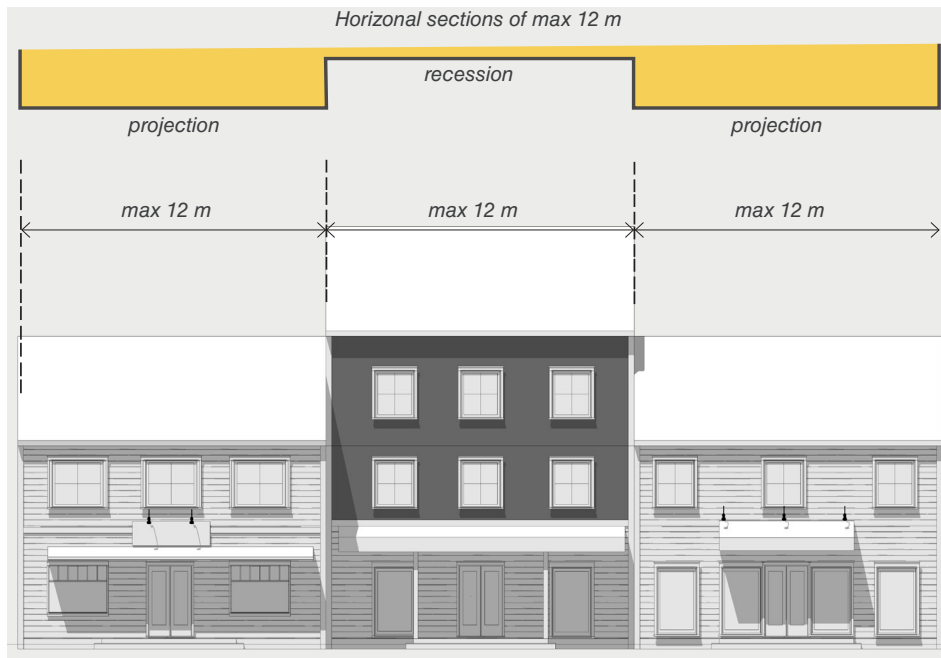 Horizonal sections of max 12 m
recession
projection
projection
max 12 m
max 12 m
max 12 m